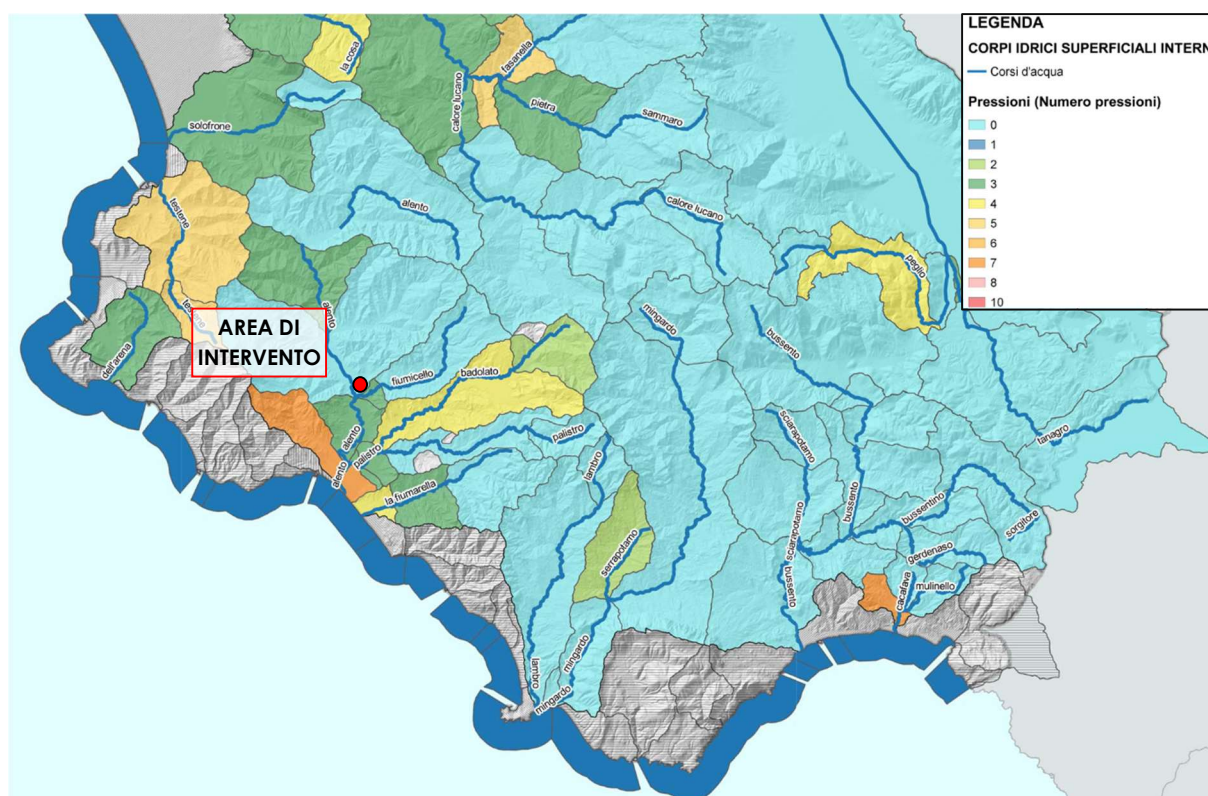 LEGENDA
CORPI IDRICI SUPERFICIALI INTERN
Corsi d'acqua
Pressioni (Numero pressioni)
0
1
2
3
4
5
6
7
8
10
la cosa
fasanella
calore lucano
pietra
sammaro
solofrone
testene
alento
calore lucano
peglio
testene
alento
AREA DI
INTERVENTO
dell'arena
fiumicello
badolato
mingardo
bussento
sciarapotamo
tanagro
alento
palistro
palistro
alento
lambro
la fiumarella
bussento
bussentino
sorgitore
sciarapotamo
serrapotamo
gerdenaso
bussento
cacafava
mulinello
lambro
mingardo
mingardo